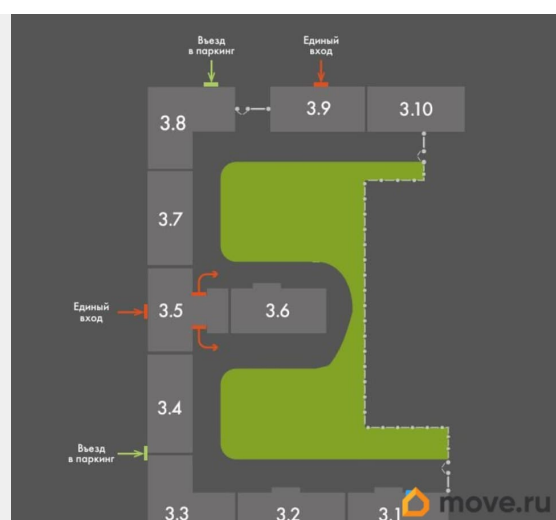 Въезд
в паркинг
Единый
вход
3.8
3.9
3.10
3.7
Единый
вход
3.5
3.6
3.4
Въезд
в паркинг
3.3
3.2
3.1
move.ru